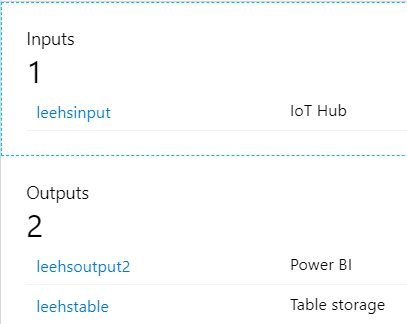 Inputs
1
leehsinput IoT Hub
Outputs
2
leehsoutput2 Power BI
leehstable Table storage